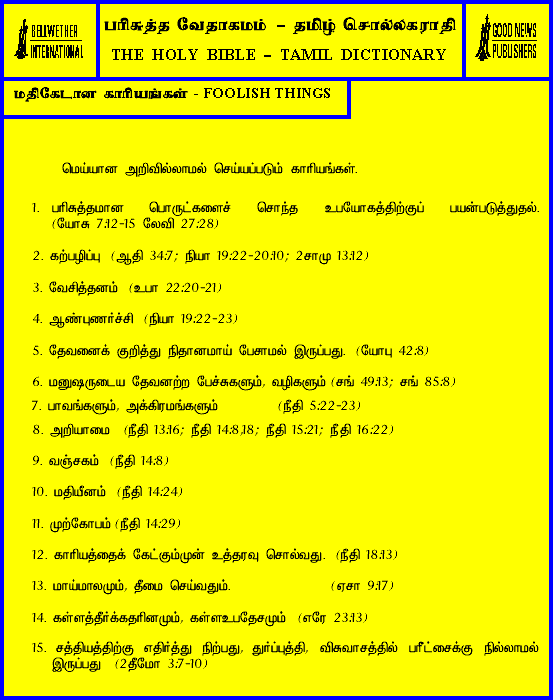 BELLWETHER
INTERNATIONAL
பரிசுத்த வேதாகமம் – தமிழ் சொல்லகராதி
THE HOLY BIBLE – TAMIL DICTIONARY
GOOD NEWS
PUBLISHERS
மதிகேடான காரியங்கள் - FOOLISH THINGS
மெய்யான அறிவில்லாமல் செய்யப்படும் காரியங்கள்.
1. பரிசுத்தமான பொருட்களைச் சொந்த உபயோகத்திற்குப் பயன்படுத்துதல்.
(யோசு 7:12-15 லேவி 27:28)
2. கற்பழிப்பு (ஆதி 34:7; நியா 19:22-20:10; 2சாமு 13:12)
3. வேசித்தனம் (உபா 22:20-21)
4. ஆண்புணர்ச்சி (நியா 19:22-23)
5. தேவனைக் குறித்து நிதானமாய் பேசாமல் இருப்பது. (யோபு 42:8)
6. மனுஷருடைய தேவனற்ற பேச்சுகளும், வழிகளும் (சங் 49:13; சங் 85:8)
7. பாவங்களும், அக்கிரமங்களும் (நீதி 5:22-23)
8. அறியாமை (நீதி 13:16; நீதி 14:8,18; நீதி 15:21; நீதி 16:22)
9. வஞ்சகம் (நீதி 14:8)
10. மதியீனம் (நீதி 14:24)
11. முற்கோபம் (நீதி 14:29)
12. காரியத்தைக் கேட்கும்முன் உத்தரவு சொல்வது. (நீதி 18:13)
13. மாய்மாலமும், தீமை செய்வதும். (ஏசா 9:17)
14. கள்ளத்தீர்க்கதரினமும், கள்ளஉபதேசமும் (எரே 23:13)
15. சத்தியத்திற்கு எதிர்த்து நிற்பது, துர்ப்புத்தி, விசுவாசத்தில் பரீட்சைக்கு நில்லாமல்
இருப்பது (2தீமோ 3:7-10)